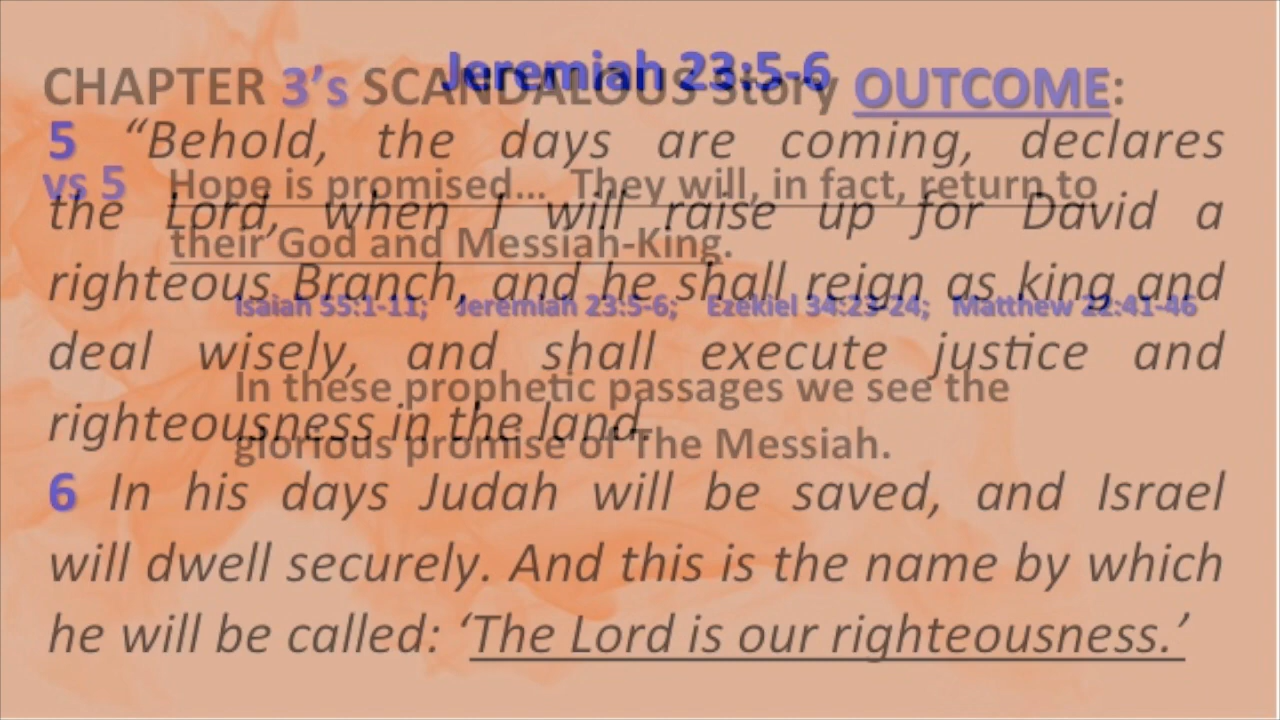 Jeremiah 23:5-6
CHAPTER 3’s SCANDALOUS Story OUTCOME:
5 “Behold, the days are coming, declares
vs 5 Hope is promised… They will, in fact, return to
the Lord, when I will raise up for David a
their God and Messiah-King.
righteous Branch, and he shall reign as king and
Isaiah 55:1-11; Jeremiah 23:5-6; Ezekiel 34:23-24; Matthew 22:41-46
deal wisely, and shall execute justice and
In these prophetic passages we see the
righteousness in the land.
glorious promise of The Messiah.
6 In his days Judah will be saved, and Israel
will dwell securely. And this is the name by which
he will be called: ‘The Lord is our righteousness.’